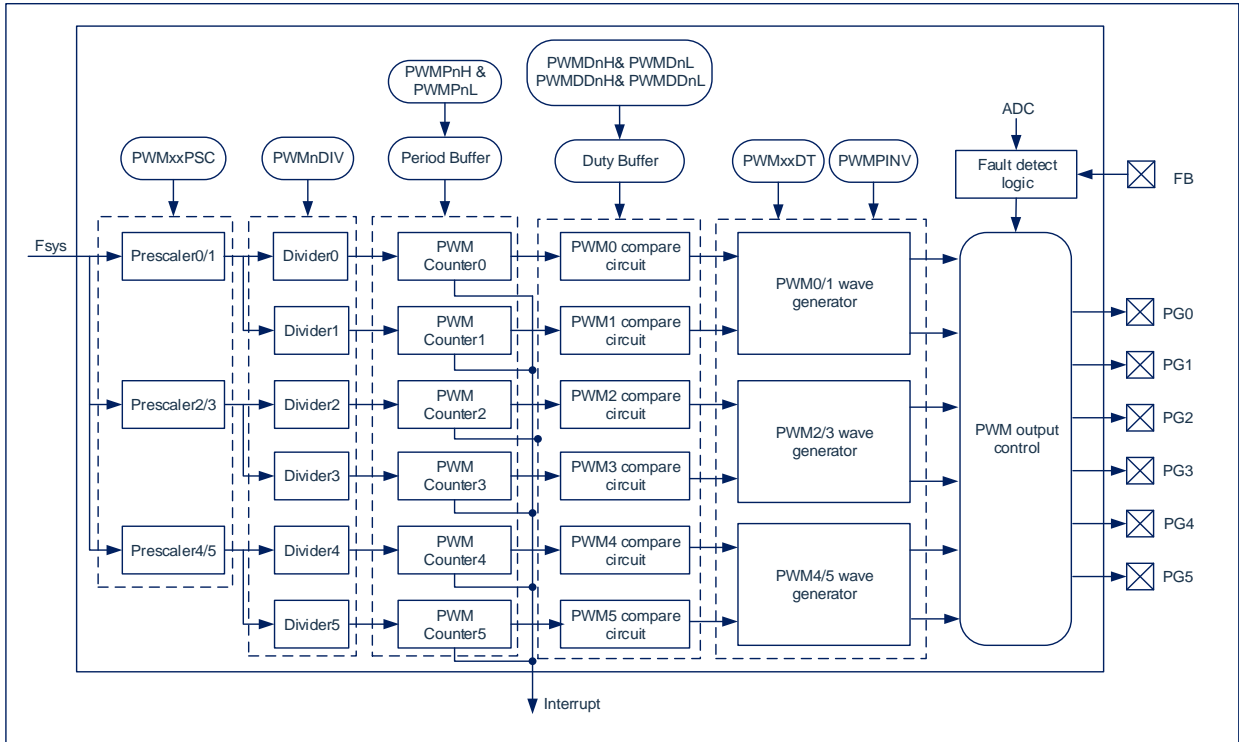 PWMDnH& PWMDnL
PWMDDnH& PWMDDnL
PWMPnH &
PWMPnL
ADC
PWMxxPSC
PWMnDIV
Period Buffer
Duty Buffer
PWMxxDT
PWMPINV
Fault detect
logic
FB
Fsys
Prescaler0/1
Divider0
PWM
Counter0
PWM0 compare
circuit
PWM0/1 wave
generator
Divider1
PWM
Counter1
PWM1 compare
circuit
Prescaler2/3
Divider2
PWM
Counter2
PWM2 compare
circuit
PWM2/3 wave
generator
Divider3
PWM
Counter3
PWM3 compare
circuit
Prescaler4/5
Divider4
PWM
Counter4
PWM4 compare
circuit
PWM4/5 wave
generator
Divider5
PWM
Counter5
PWM5 compare
circuit
PWM output
control
PG0
PG1
PG2
PG3
PG4
PG5
Interrupt